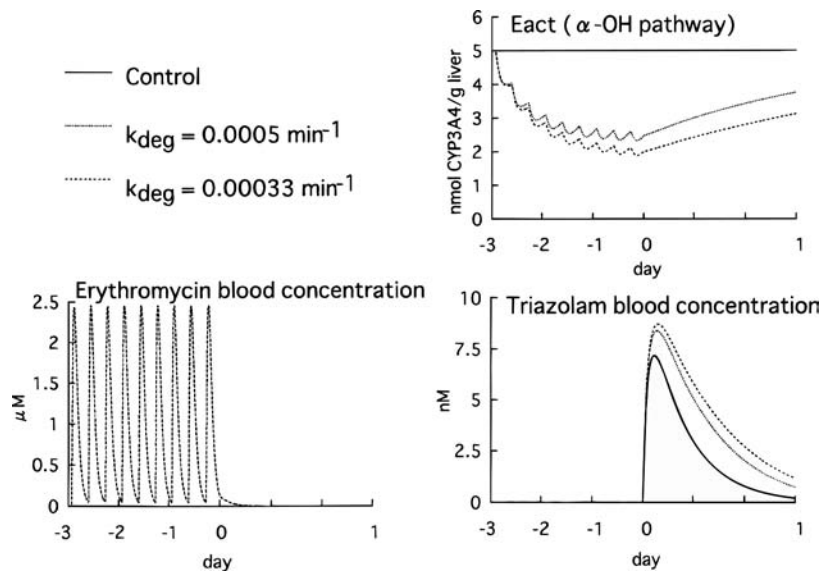 Control
kdeg = 0.0005 min-1
kdeg = 0.00033 min-1
Eact ( α-OH pathway)
nmol CYP3A4/g liver
6
5
4
3
2
1
0
-3 -2 -1 0 1
day
Erythromycin blood concentration
μM
2.5
2
1.5
1
0.5
0
-3 -2 -1 0 1
day
Triazolam blood concentration
nM
10
7.5
5
2.5
0
-3 -2 -1 0 1
day